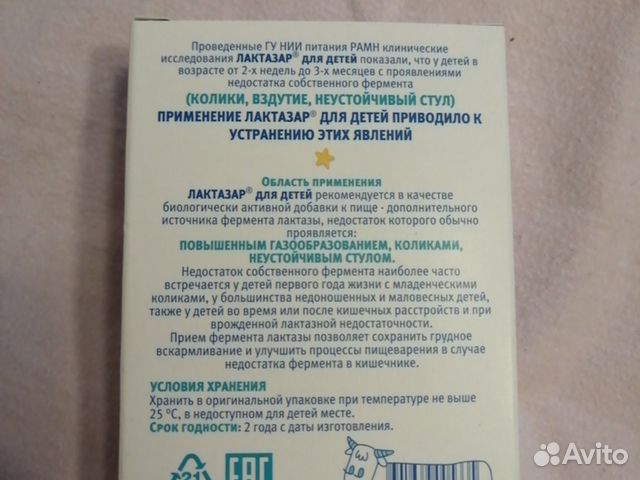 Проведенные ГУ НИИ питания РАМН клинические
исследования ЛАКТАЗАР® ДЛЯ ДЕТЕЙ показали, что у детей в
возрасте от 2-х недель до 3-х месяцев с проявлениями
недостатка собственного фермента
(КОЛИКИ, ВЗДУТИЕ, НЕУСТОЙЧИВЫЙ СТУЛ)
ПРИМЕНЕНИЕ ЛАКТАЗАР® ДЛЯ ДЕТЕЙ ПРИВОДИЛО К
УСТРАНЕНИЮ ЭТИХ ЯВЛЕНИЙ
ОБЛАСТЬ ПРИМЕНЕНИЯ
ЛАКТАЗАР® ДЛЯ ДЕТЕЙ рекомендуется в качестве
биологически активной добавки к пище - дополнительного
источника фермента лактазы, недостаток которого обычно
проявляется:
ПОВЫШЕННЫМ ГАЗООБРАЗОВАНИЕМ, КОЛИКАМИ,
НЕУСТОЙЧИВЫМ СТУЛОМ.
Недостаток собственного фермента наиболее часто
встречается у детей первого года жизни с младенческими
коликами, у большинства недоношенных и маловесных детей,
также у детей во время или после кишечных расстройств и при
врожденной лактазной недостаточности.
Прием фермента лактазы позволяет сохранить грудное
вскармливание и улучшить процессы пищеварения в случае
недостатка фермента в кишечнике.
УСЛОВИЯ ХРАНЕНИЯ
Хранить в оригинальной упаковке при температуре не выше
25 °C, в недоступном для детей месте.
СРОК ГОДНОСТИ: 2 года с даты изготовления.
21
EAC
Avito